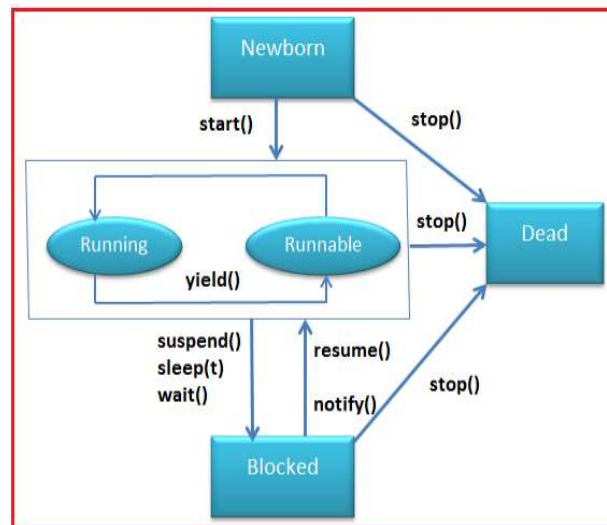 Newborn
start()
stop()
Running
Runnable
stop()
Dead
yield()
suspend()
sleep(t)
wait()
resume()
notify()
stop()
Blocked